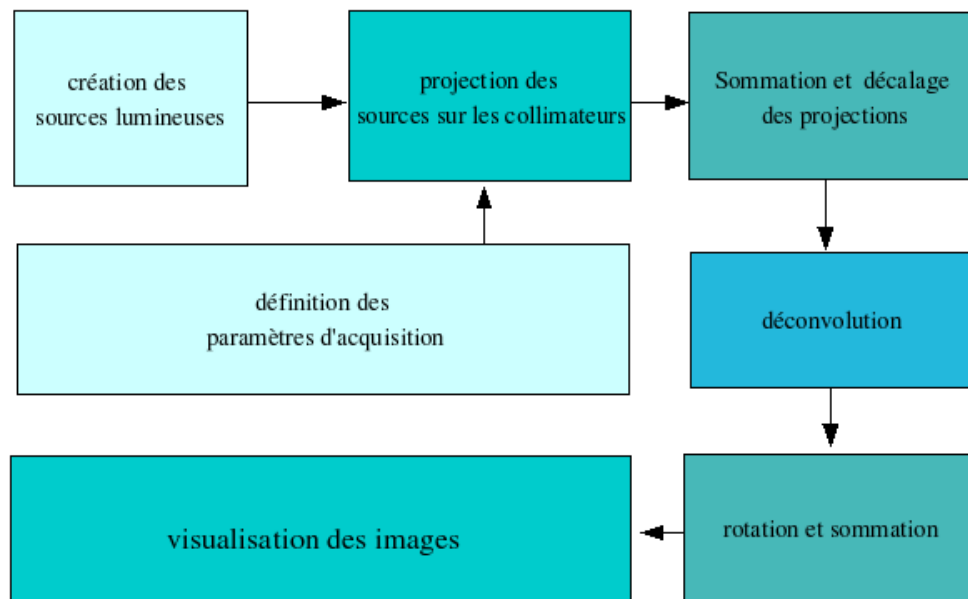 création des
sources lumineuses
projection des
sources sur les collimateurs
Sommation et décalage
des projections
définition des
paramètres d'acquisition
déconvolution
visualisation des images
rotation et sommation